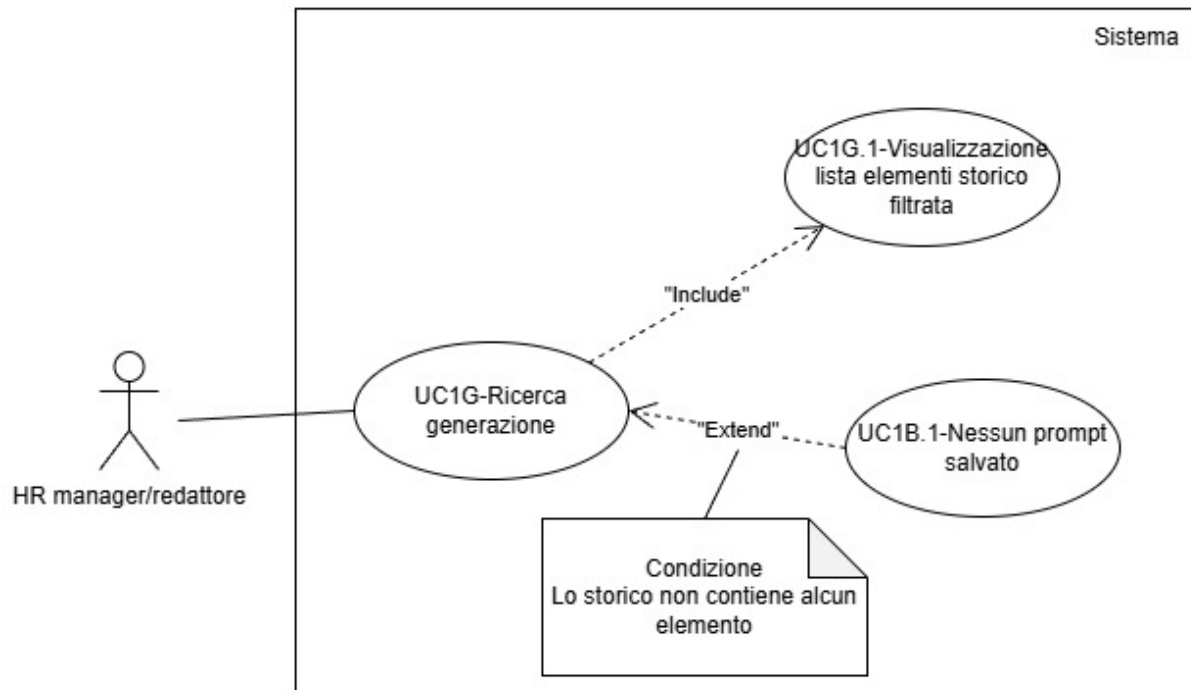 Sistema
UC1G.1-Visualizzazione
lista elementi storico
filtrata
"Include"
UC1G-Ricerca
generazione
"Extend"
UC1B.1-Nessun prompt
salvato
HR manager/redattore
Condizione
Lo storico non contiene alcun
elemento